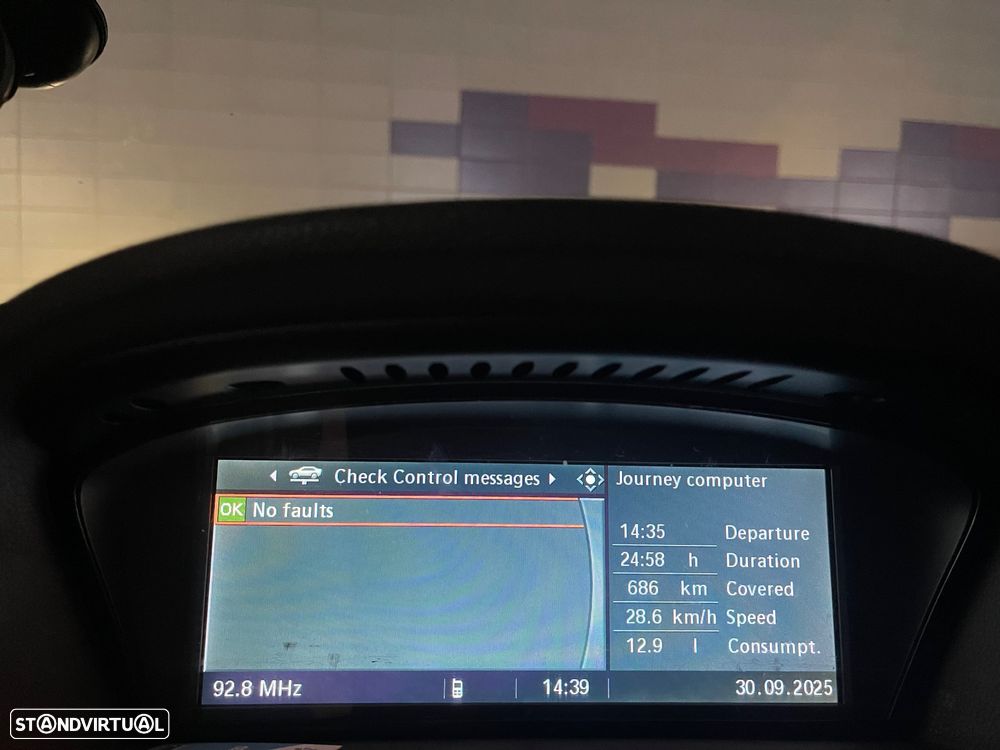 Check Control messages
OK No faults
Journey computer
14:35 Departure
24:58 h Duration
686 km Covered
28.6 km/h Speed
12.9 l Consumpt.
92.8 MHz 14:39 30.09.2025
STANDVIRTUAL